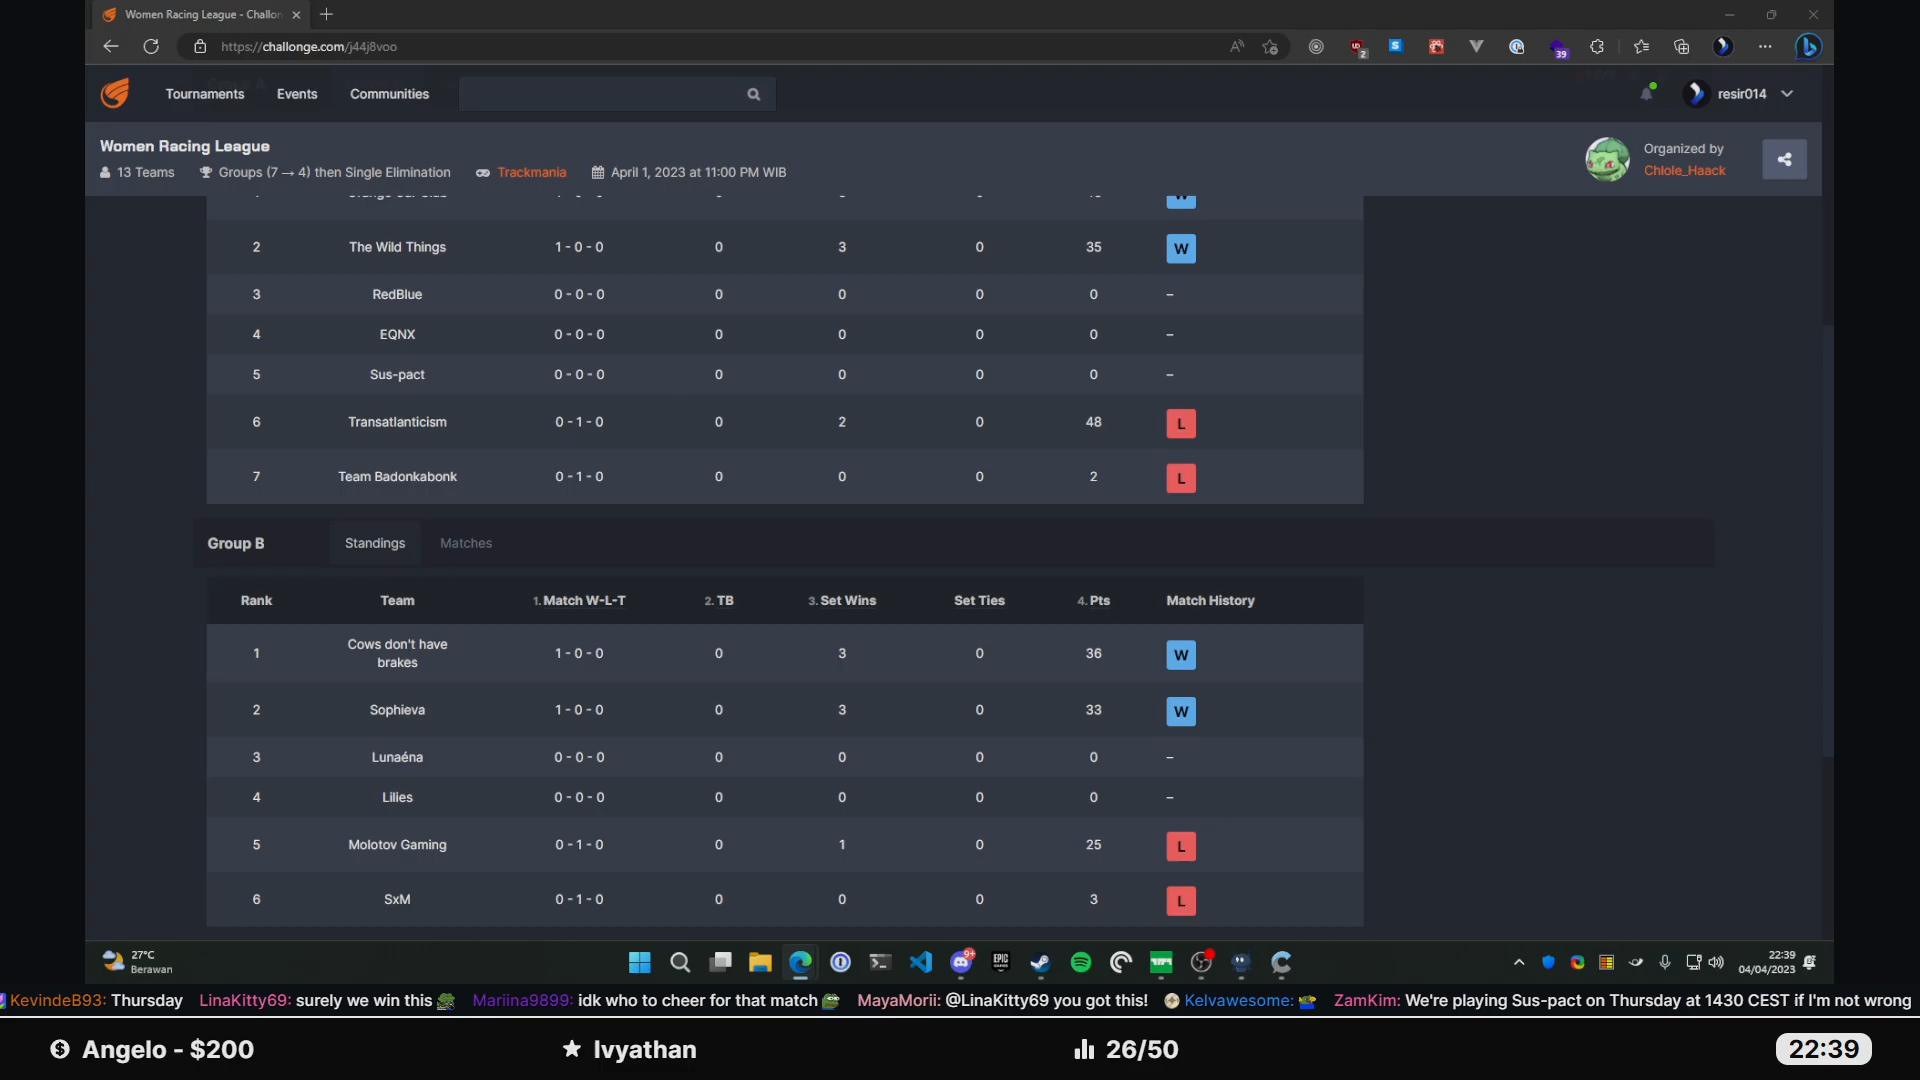 Women Racing League - Challon
https://challonge.com/j44j8voo
2
39
Tournaments Events Communities
resir014
Women Racing League
13 Teams Groups (7 → 4) then Single Elimination Trackmania April 1, 2023 at 11:00 PM WIB
Organized by
Chlole_Haack
2 The Wild Things 1 - 0 - 0 0 3 0 35 W
3 RedBlue 0 - 0 - 0 0 0 0 0 –
4 EQNX 0 - 0 - 0 0 0 0 0 –
5 Sus-pact 0 - 0 - 0 0 0 0 0 –
6 Transatlanticism 0 - 1 - 0 0 2 0 48 L
7 Team Badonkabonk 0 - 1 - 0 0 0 0 2 L
Group B Standings Matches
Rank Team 1. Match W-L-T 2. TB 3. Set Wins Set Ties 4. Pts Match History
1 Cows don't have brakes 1 - 0 - 0 0 3 0 36 W
2 Sophieva 1 - 0 - 0 0 3 0 33 W
3 Lunaéna 0 - 0 - 0 0 0 0 0 –
4 Lilies 0 - 0 - 0 0 0 0 0 –
5 Molotov Gaming 0 - 1 - 0 0 1 0 25 L
6 SxM 0 - 1 - 0 0 0 0 3 L
27°C
Berawan
9+
EPIC
22:39
04/04/2023
KevindeB93: Thursday LinaKitty69: surely we win this Mariina9899: idk who to cheer for that match MayaMorii: @LinaKitty69 you got this! Kelvawesome: ZamKim: We're playing Sus-pact on Thursday at 1430 CEST if I'm not wrong
Angelo - $200 Ivyathan 26/50 22:39